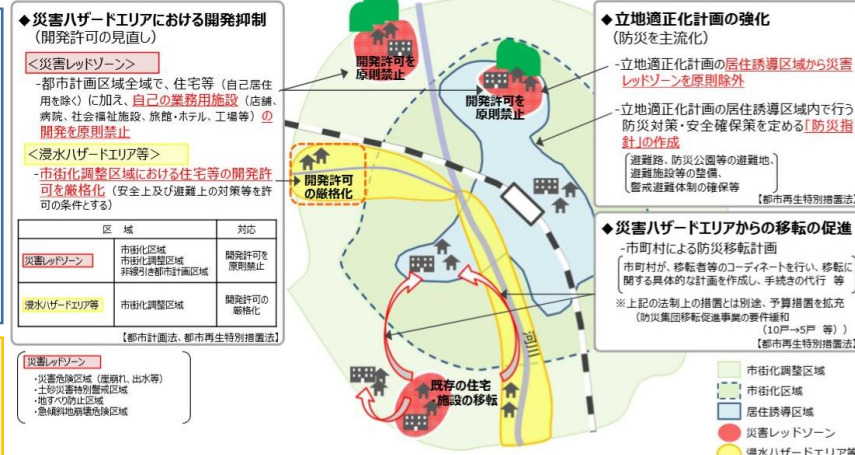 ◆災害ハザードエリアにおける開発抑制
（開発許可の見直し）
＜災害レッドゾーン＞
-都市計画区域全域で、住宅等（自己居住
用を除く）に加え、自己の業務用施設（店舗、
病院、社会福祉施設、旅館・ホテル、工場等）の
開発を原則禁止
＜浸水ハザードエリア等＞
-市街化調整区域における住宅等の開発許
可を厳格化（安全上及び避難上の対策等を許
可の条件とする）
区 域 対応
災害レッドゾーン
市街化区域
市街化調整区域
非線引き都市計画区域
開発許可を
原則禁止
浸水ハザードエリア等 市街化調整区域
開発許可の
厳格化
【都市計画法、都市再生特別措置法】
災害レッドゾーン
・災害危険区域（崖崩れ、出水等）
・土砂災害特別警戒区域
・地すべり防止区域
・急傾斜地崩壊危険区域
開発許可を
原則禁止
開発許可を
原則禁止
開発許可
の厳格化
河川
既存の住宅
・施設の移転
◆立地適正化計画の強化
（防災を主流化）
-立地適正化計画の居住誘導区域から災害
レッドゾーンを原則除外
-立地適正化計画の居住誘導区域内で行う
防災対策・安全確保策を定める「防災指
針」の作成
避難路、防災公園等の避難地、
避難施設等の整備、
警戒避難体制の確保等
【都市再生特別措置法】
◆災害ハザードエリアからの移転の促進
-市町村による防災移転計画
市町村が、移転者等のコーディネートを行い、移転に
関する具体的な計画を作成し、手続きの代行 等
※上記の法制上の措置とは別途、予算措置を拡充
（防災集団移転促進事業の要件緩和
（10戸→5戸 等））
【都市再生特別措置法】
市街化調整区域
市街化区域
居住誘導区域
災害レッドゾーン
浸水ハザードエリア等